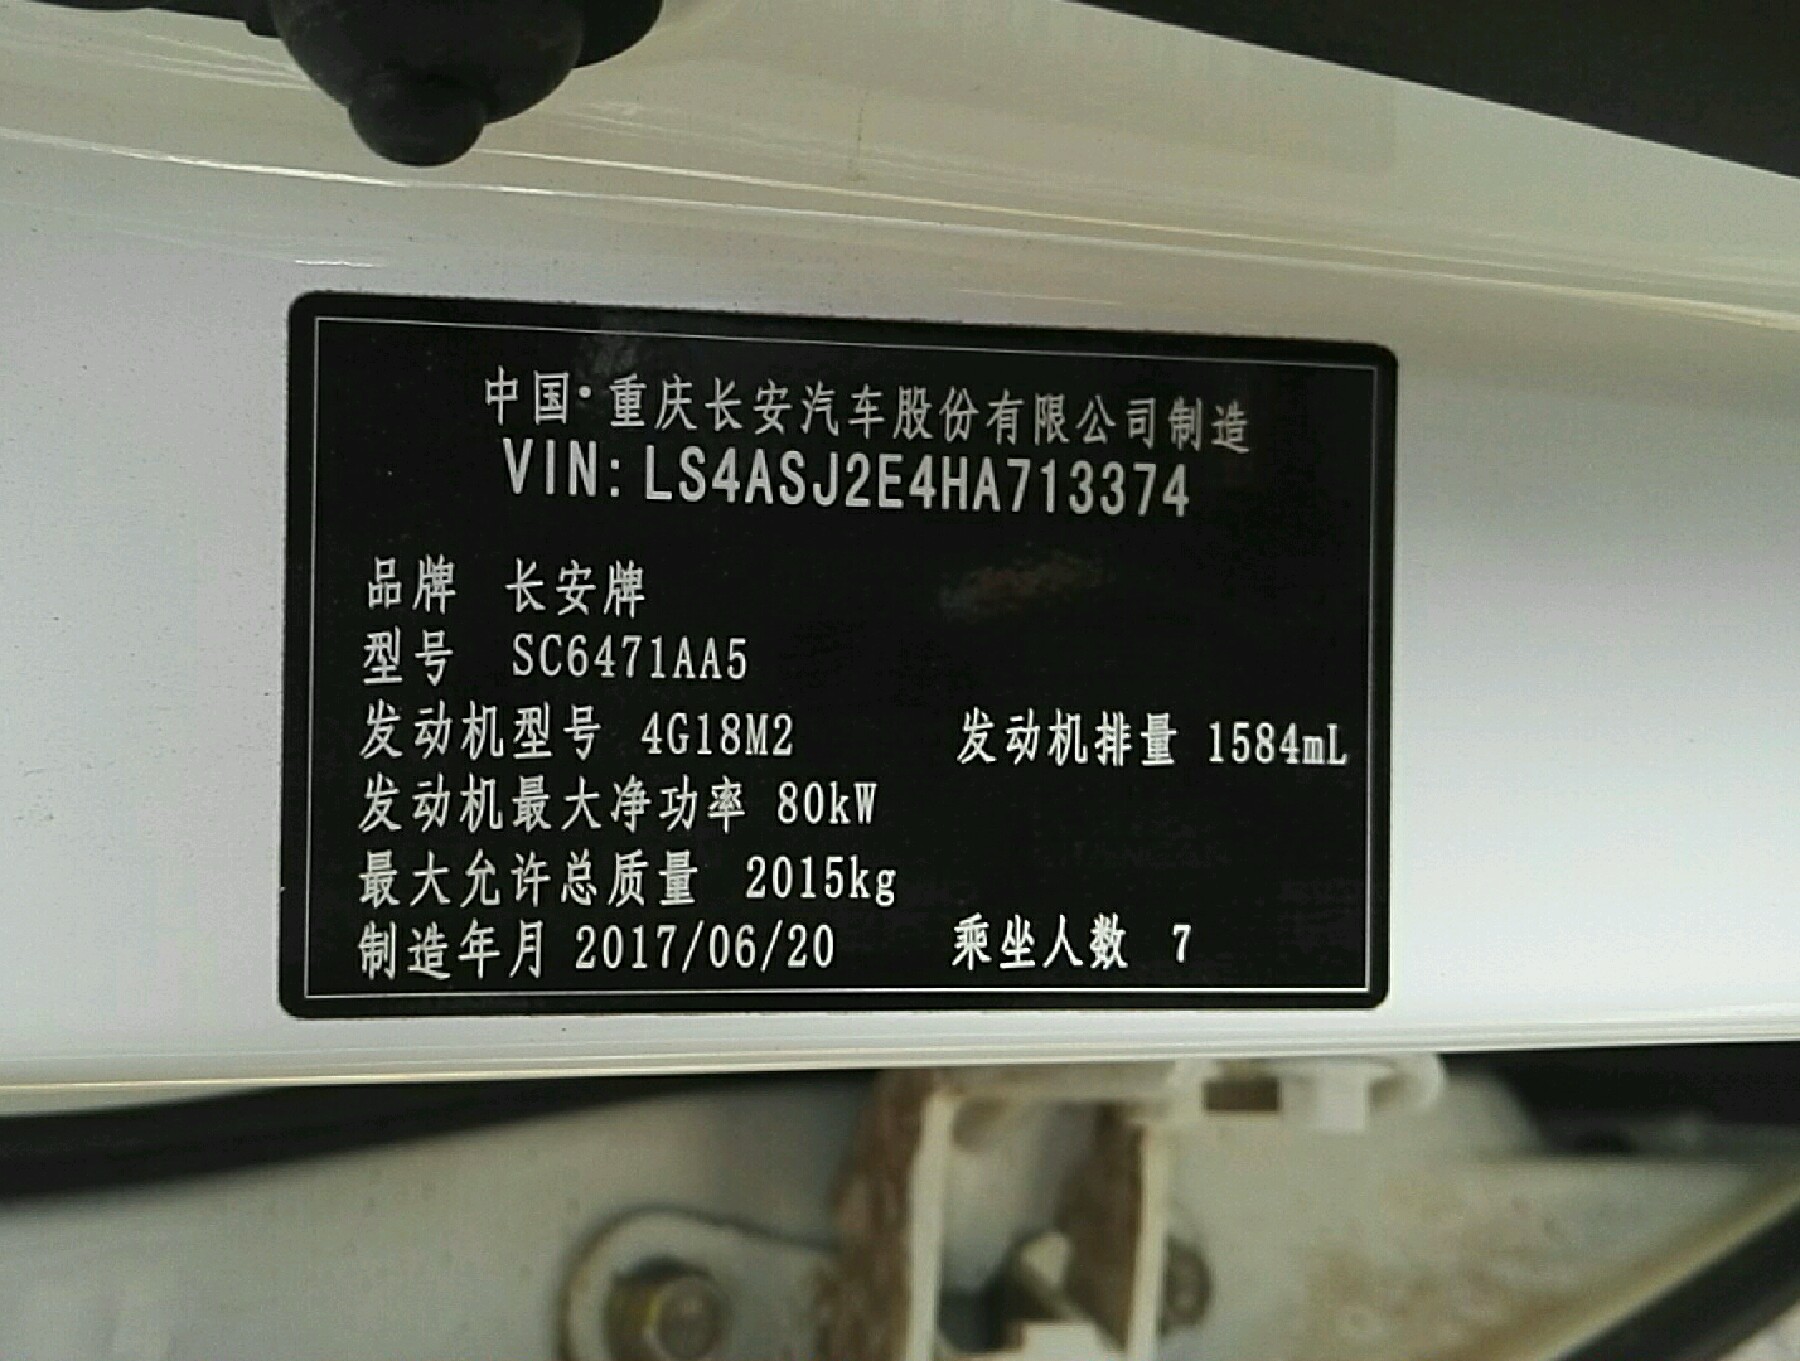 中国·重庆长安汽车股份有限公司制造
VIN: LS4ASJ2E4HA713374
品牌 长安牌
型号 SC6471AA5
发动机型号 4G18M2 发动机排量 1584mL
发动机最大净功率 80kW
最大允许总质量 2015kg
制造年月 2017/06/20 乘坐人数 7